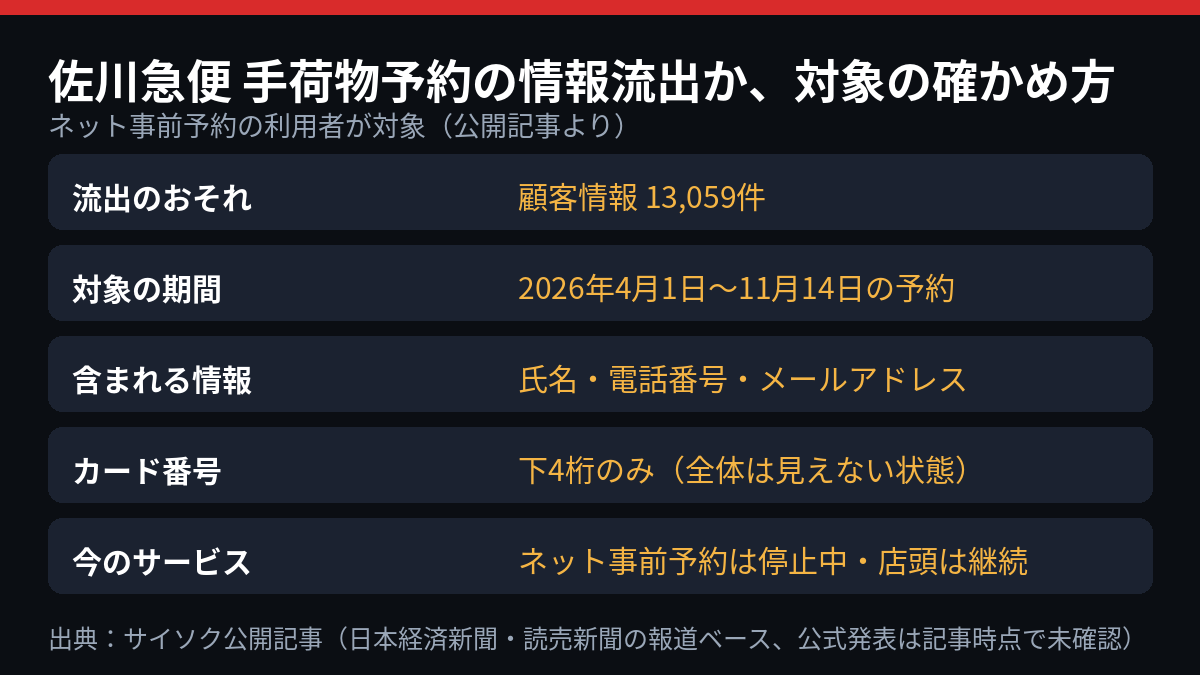 佐川急便 手荷物予約の情報流出か、対象の確かめ方
ネット事前予約の利用者が対象（公開記事より）
流出のおそれ 顧客情報 13,059件
対象の期間 2026年4月1日～11月14日の予約
含まれる情報 氏名・電話番号・メールアドレス
カード番号 下4桁のみ（全体は見えない状態）
今のサービス ネット事前予約は停止中・店頭は継続
出典：サイソク公開記事（日本経済新聞・読売新聞の報道ベース、公式発表は記事時点で未確認）